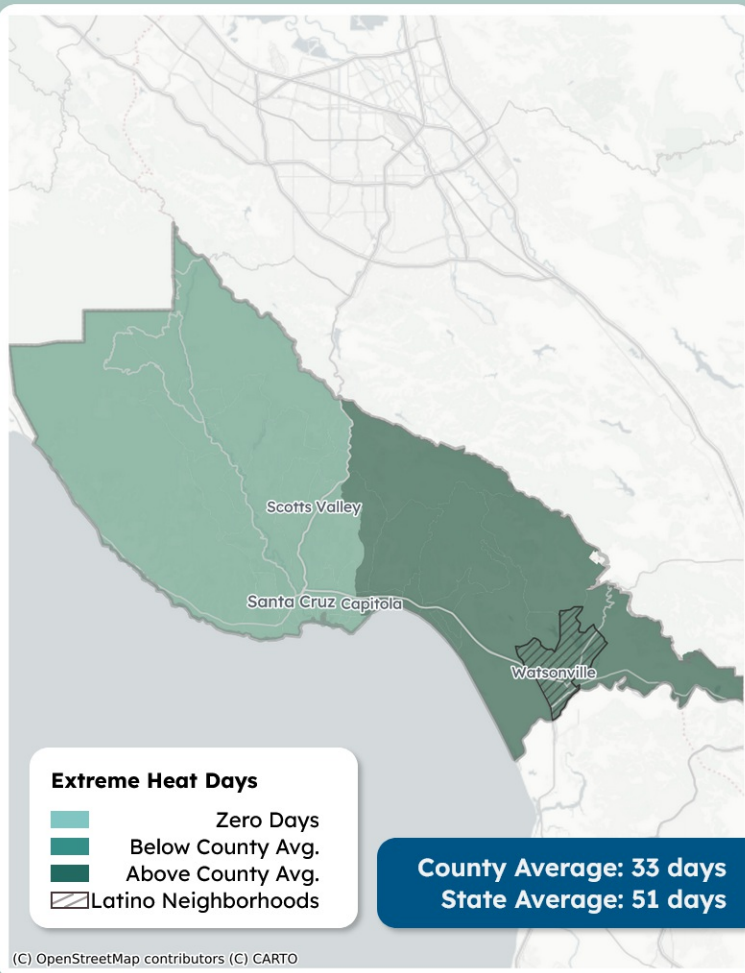 Scotts Valley
Santa Cruz
Capitola
Watsonville
Extreme Heat Days
Zero Days
Below County Avg.
Above County Avg.
Latino Neighborhoods
County Average: 33 days
State Average: 51 days
(C) OpenStreetMap contributors (C) CARTO